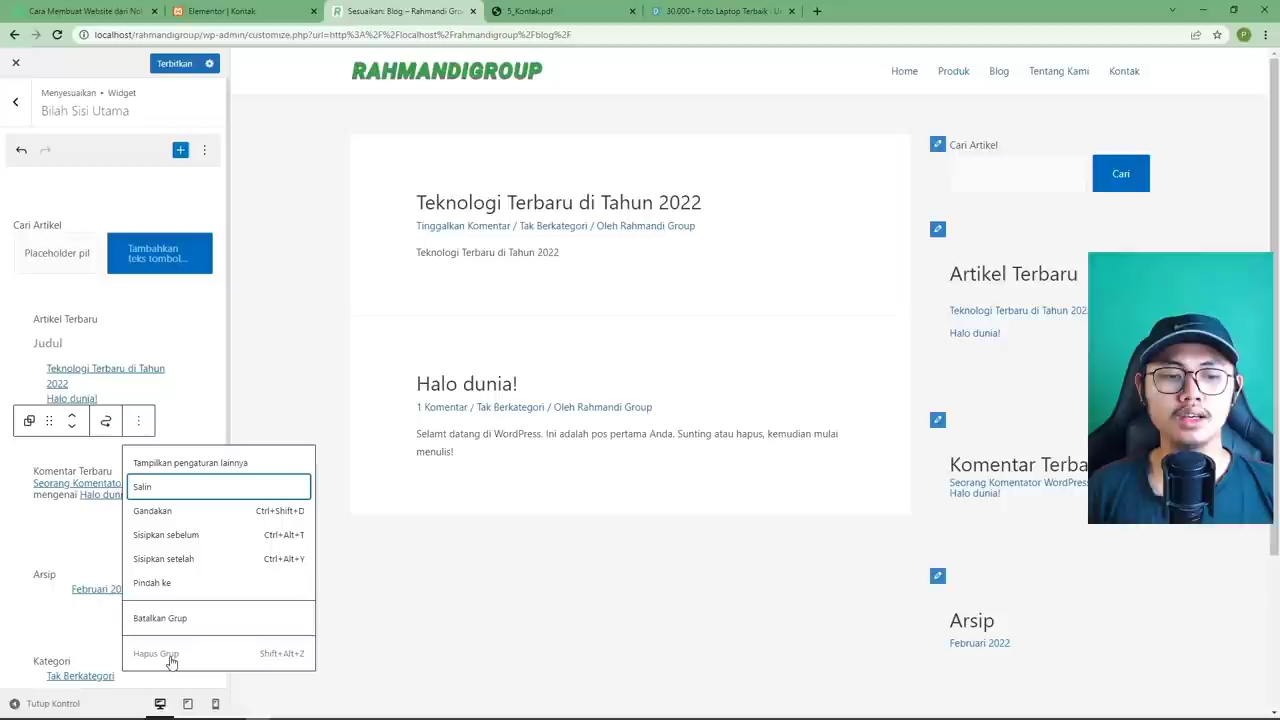 Cara Membuat Website dari No
Elementor | Kontak
Sesuaikan: Blog – Rahmandi Gro
5_Kontak.pdf
30.000+ Foto Laptop Terbaik | Un
localhost/rahmandigroup/wp-admin/customize.php?url=http%3A%2F%2Flocalhost%2Frahmandigroup%2Fblog%2F
P
Terbitkan
RAHMANDIGROUP
Home
Produk
Blog
Tentang Kami
Kontak
Menyesuaikan • Widget
Bilah Sisi Utama
Cari Artikel
Placeholder pil
Tambahkan
teks tombol...
Artikel Terbaru
Judul
Teknologi Terbaru di Tahun
2022
Halo dunia!
Komentar Terbaru
Seorang Komentato
mengenai Halo dun
Arsip
Februari 20
Kategori
Tak Berkategori
Tutup Kontrol
Tampilkan pengaturan lainnya
Salin
Gandakan Ctrl+Shift+D
Sisipkan sebelum Ctrl+Alt+T
Sisipkan setelah Ctrl+Alt+Y
Pindah ke
Batalkan Grup
Hapus Grup Shift+Alt+Z
Teknologi Terbaru di Tahun 2022
Tinggalkan Komentar / Tak Berkategori / Oleh Rahmandi Group
Teknologi Terbaru di Tahun 2022
Halo dunia!
1 Komentar / Tak Berkategori / Oleh Rahmandi Group
Selamt datang di WordPress. Ini adalah pos pertama Anda. Sunting atau hapus, kemudian mulai
menulis!
Cari Artikel
Cari
Artikel Terbaru
Teknologi Terbaru di Tahun 202
Halo dunia!
Komentar Terba
Seorang Komentator WordPres
Halo dunia!
Arsip
Februari 2022